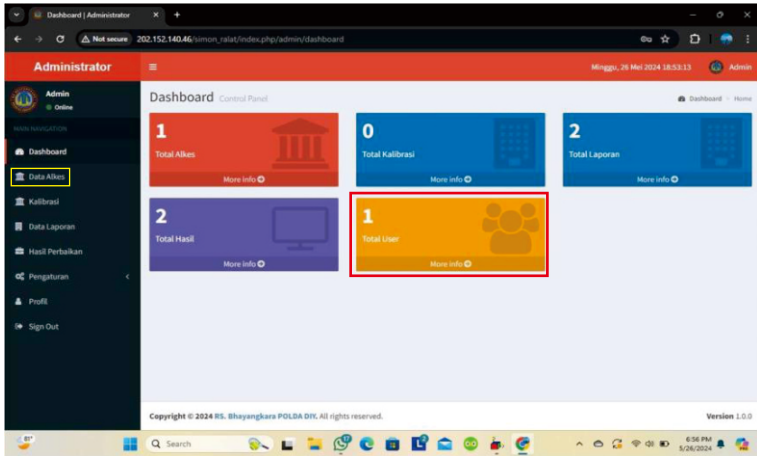 Dashboard | Administrator
Not secure 202.152.140.46/simon_ralat/index.php/admin/dashboard
Administrator
Minggu, 26 Mei 2024 18:53:13 Admin
Admin
Online
MAIN NAVIGATION
Dashboard
Data Alkes
Kalibrasi
Data Laporan
Hasil Perbaikan
Pengaturan
Profil
Sign Out
Dashboard Control Panel
Dashboard > Home
1
Total Alkes
More info
0
Total Kalibrasi
More info
2
Total Laporan
More info
2
Total Hasil
More info
1
Total User
More info
Copyright © 2024 RS. Bhayangkara POLDA DIY. All rights reserved.
Version 1.0.0
81°
Search
6:56 PM
5/26/2024